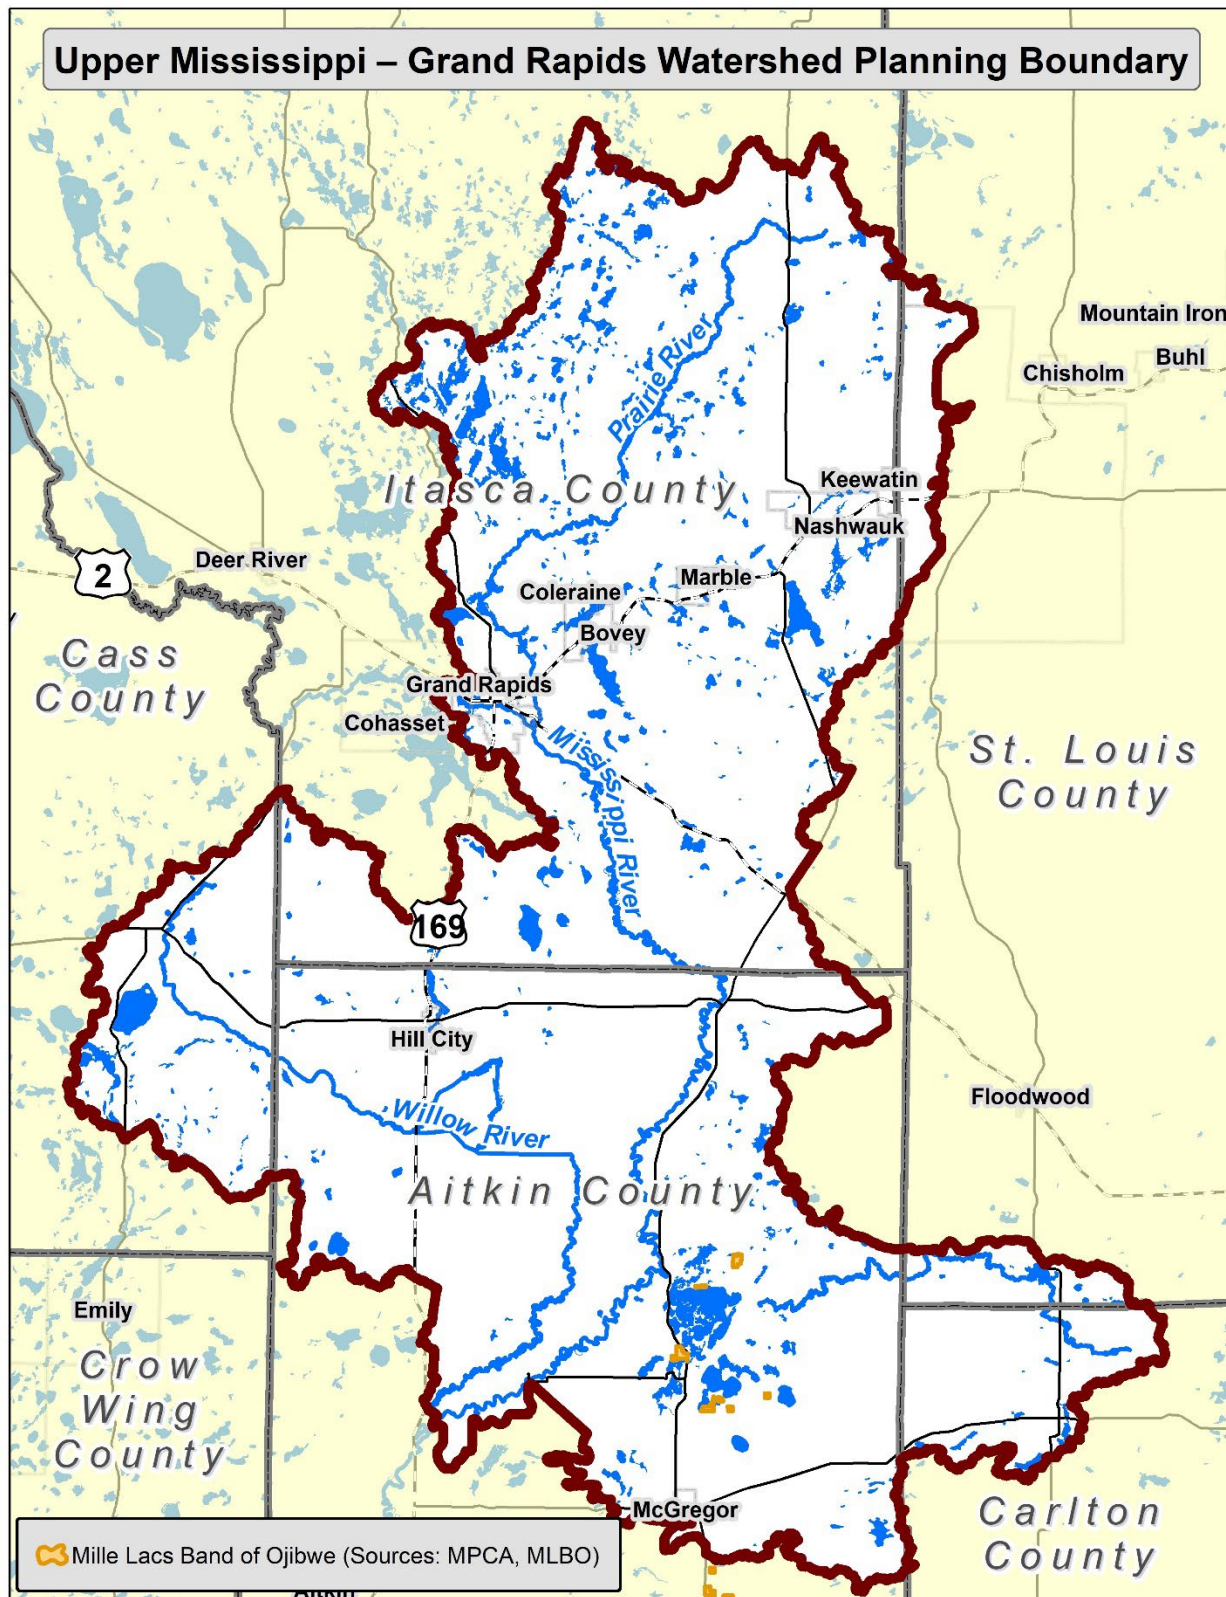 Upper Mississippi – Grand Rapids Watershed Planning Boundary
Mountain Iron
Buhl
Chisholm
Prairie River
Itasca County
Keewatin
Nashwauk
2
Deer River
Marble
Coleraine
Bovey
Cass
County
Grand Rapids
Cohasset
Mississippi River
St. Louis
County
169
Hill City
Floodwood
Willow River
Aitkin County
Emily
Crow
Wing
County
McGregor
Carlton
County
Mille Lacs Band of Ojibwe (Sources: MPCA, MLBO)
Aitkin